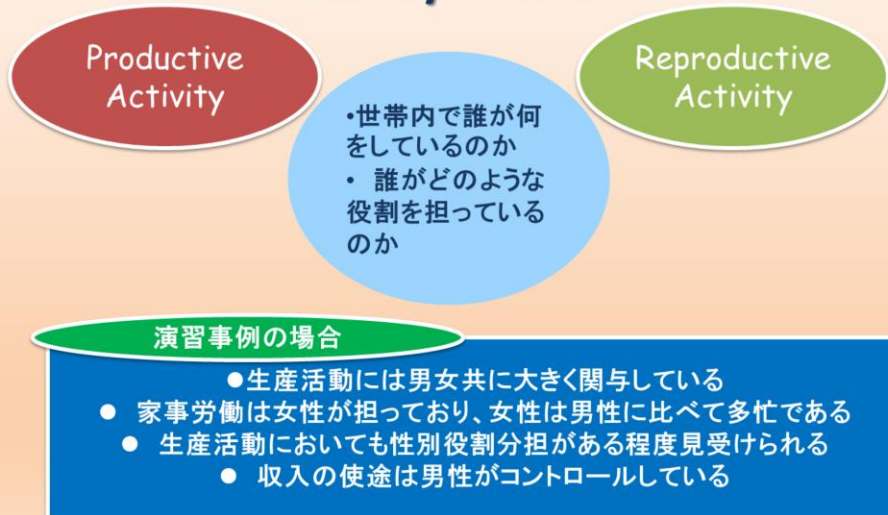 Productive
Activity
Reproductive
Activity
•世帯内で誰が何
をしているのか
• 誰がどのような
役割を担っている
のか
演習事例の場合
●生産活動には男女共に大きく関与している
● 家事労働は女性が担っており、女性は男性に比べて多忙である
● 生産活動においても性別役割分担がある程度見受けられる
● 収入の使途は男性がコントロールしている